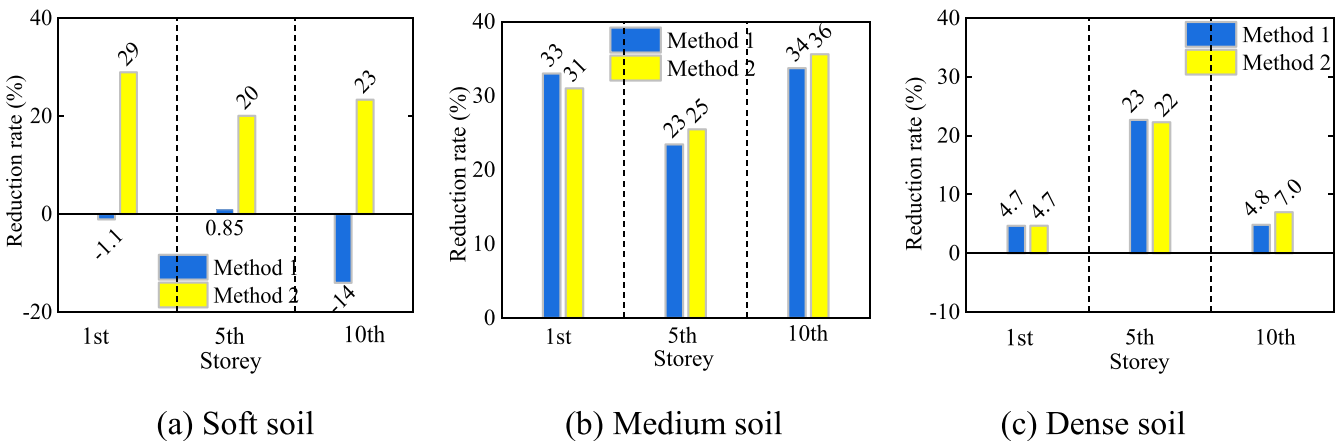 40
20
0
-20
Reduction rate (%)
29
20
23
-1.1
0.85
-14
Method 1
Method 2
1st
5th
10th
Storey
(a) Soft soil
40
30
20
10
0
Reduction rate (%)
Method 1
Method 2
33
31
23
25
34
36
1st
5th
10th
Storey
(b) Medium soil
40
30
20
10
0
-10
Reduction rate (%)
Method 1
Method 2
4.7
4.7
23
22
4.8
7.0
1st
5th
10th
Storey
(c) Dense soil